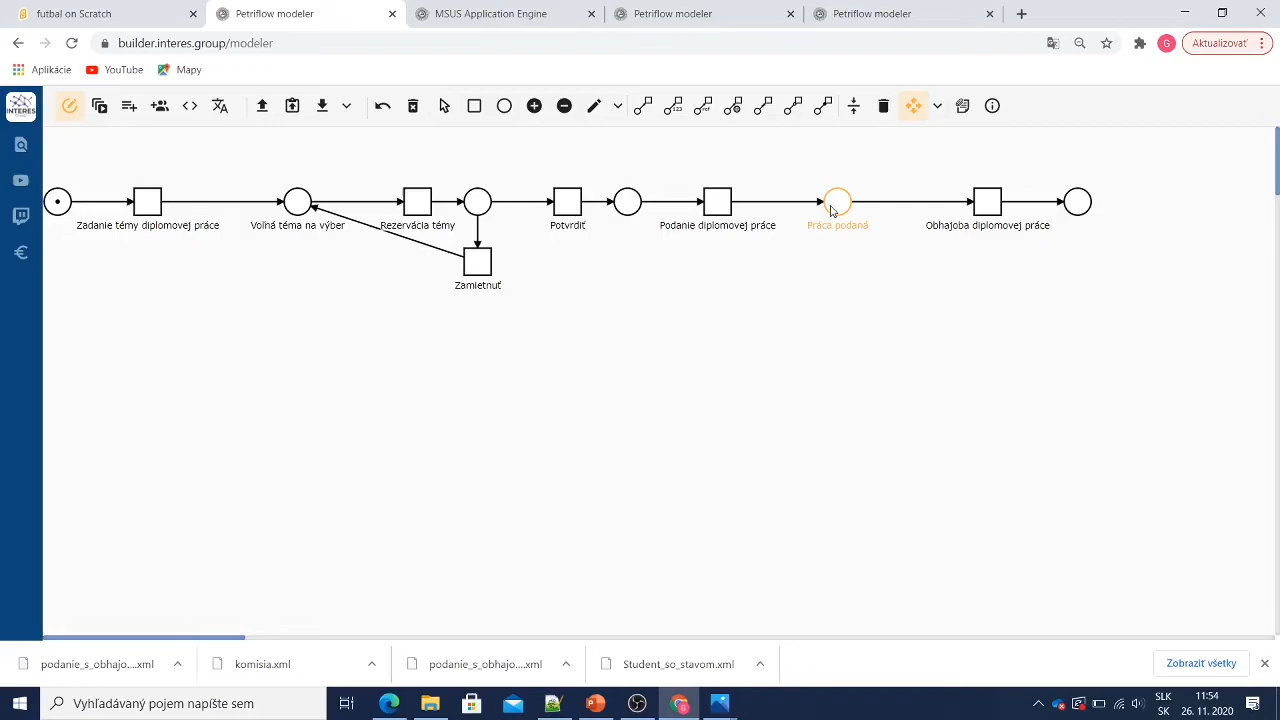 futbal on Scratch
Petriflow modeler
MSUS Application Engine
Petriflow modeler
Petriflow modeler
builder.interes.group/modeler
Aktualizovať
Aplikácie
YouTube
Mapy
INTERES
123
ref
Zadanie témy diplomovej práce
Voľná téma na výber
Rezervácia témy
Potvrdiť
Podanie diplomovej práce
Práca podaná
Obhajoba diplomovej práce
Zamietnuť
podanie_s_obhajo....xml
komisia.xml
podanie_s_obhajo....xml
Student_so_stavom.xml
Zobraziť všetky
Vyhľadávaný pojem napíšte sem
SLK
SK
11:54
26. 11. 2020